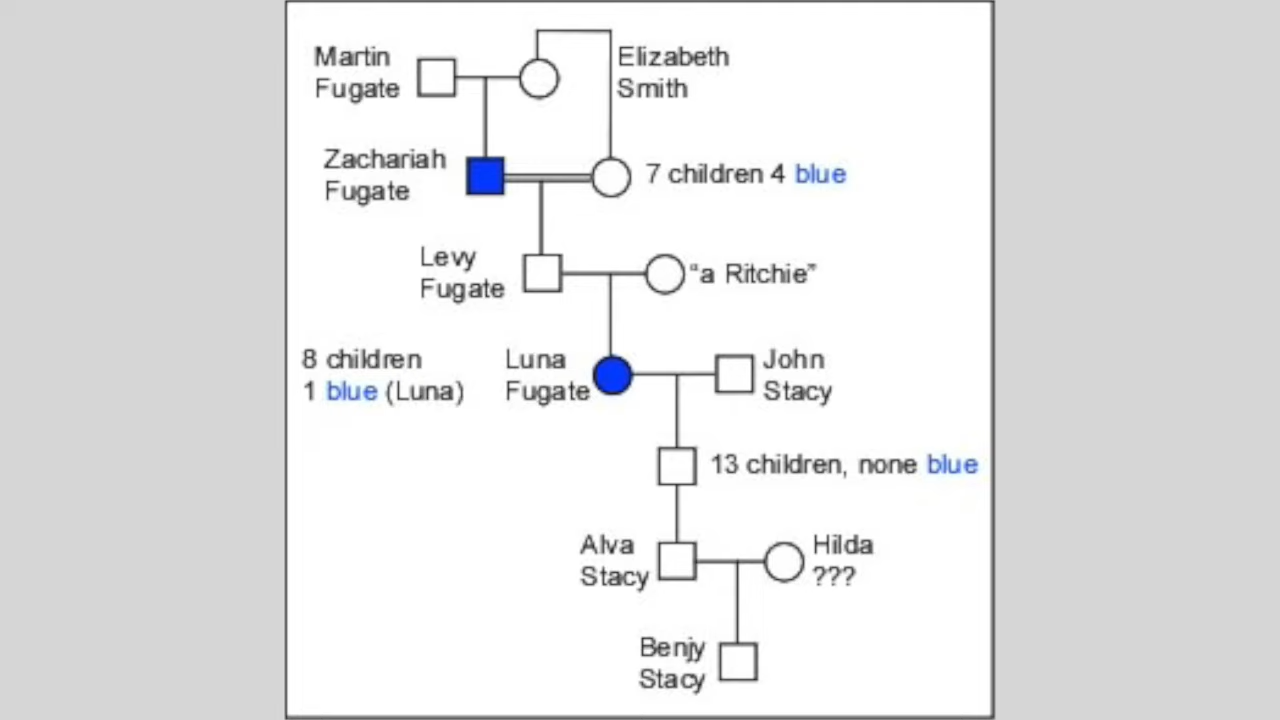 Martin
Fugate
Elizabeth
Smith
Zachariah
Fugate
7 children 4 blue
Levy
Fugate
“a Ritchie”
8 children
1 blue (Luna)
Luna
Fugate
John
Stacy
13 children, none blue
Alva
Stacy
Hilda
???
Benjy
Stacy